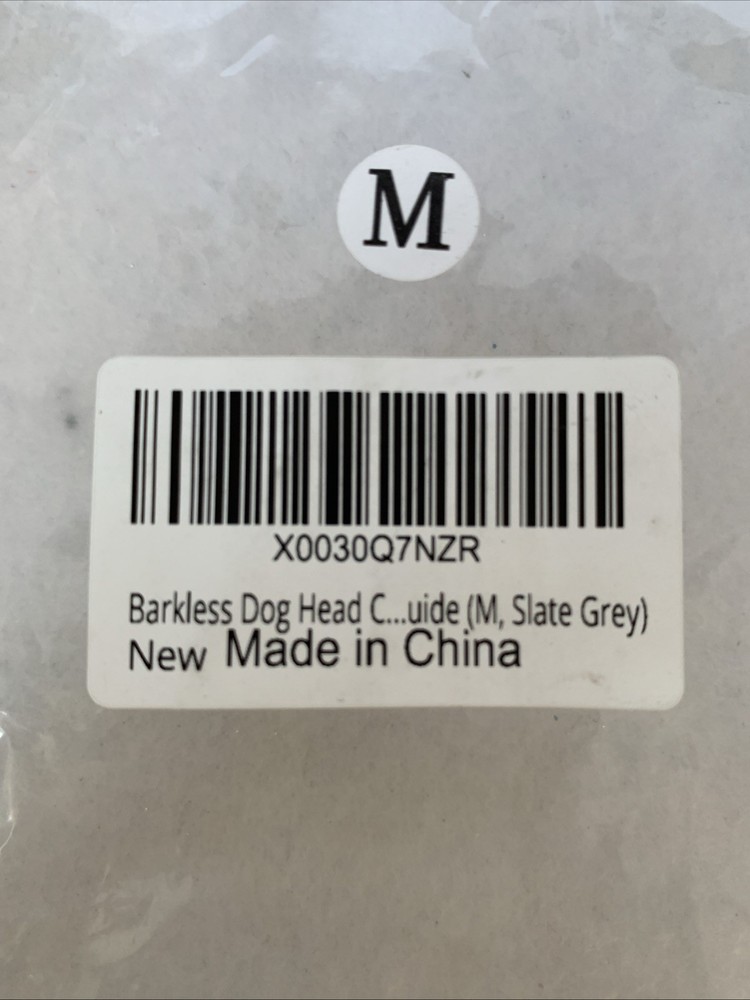 M
X0030Q7NZR
Barkless Dog Head C...uide (M, Slate Grey)
New Made in China